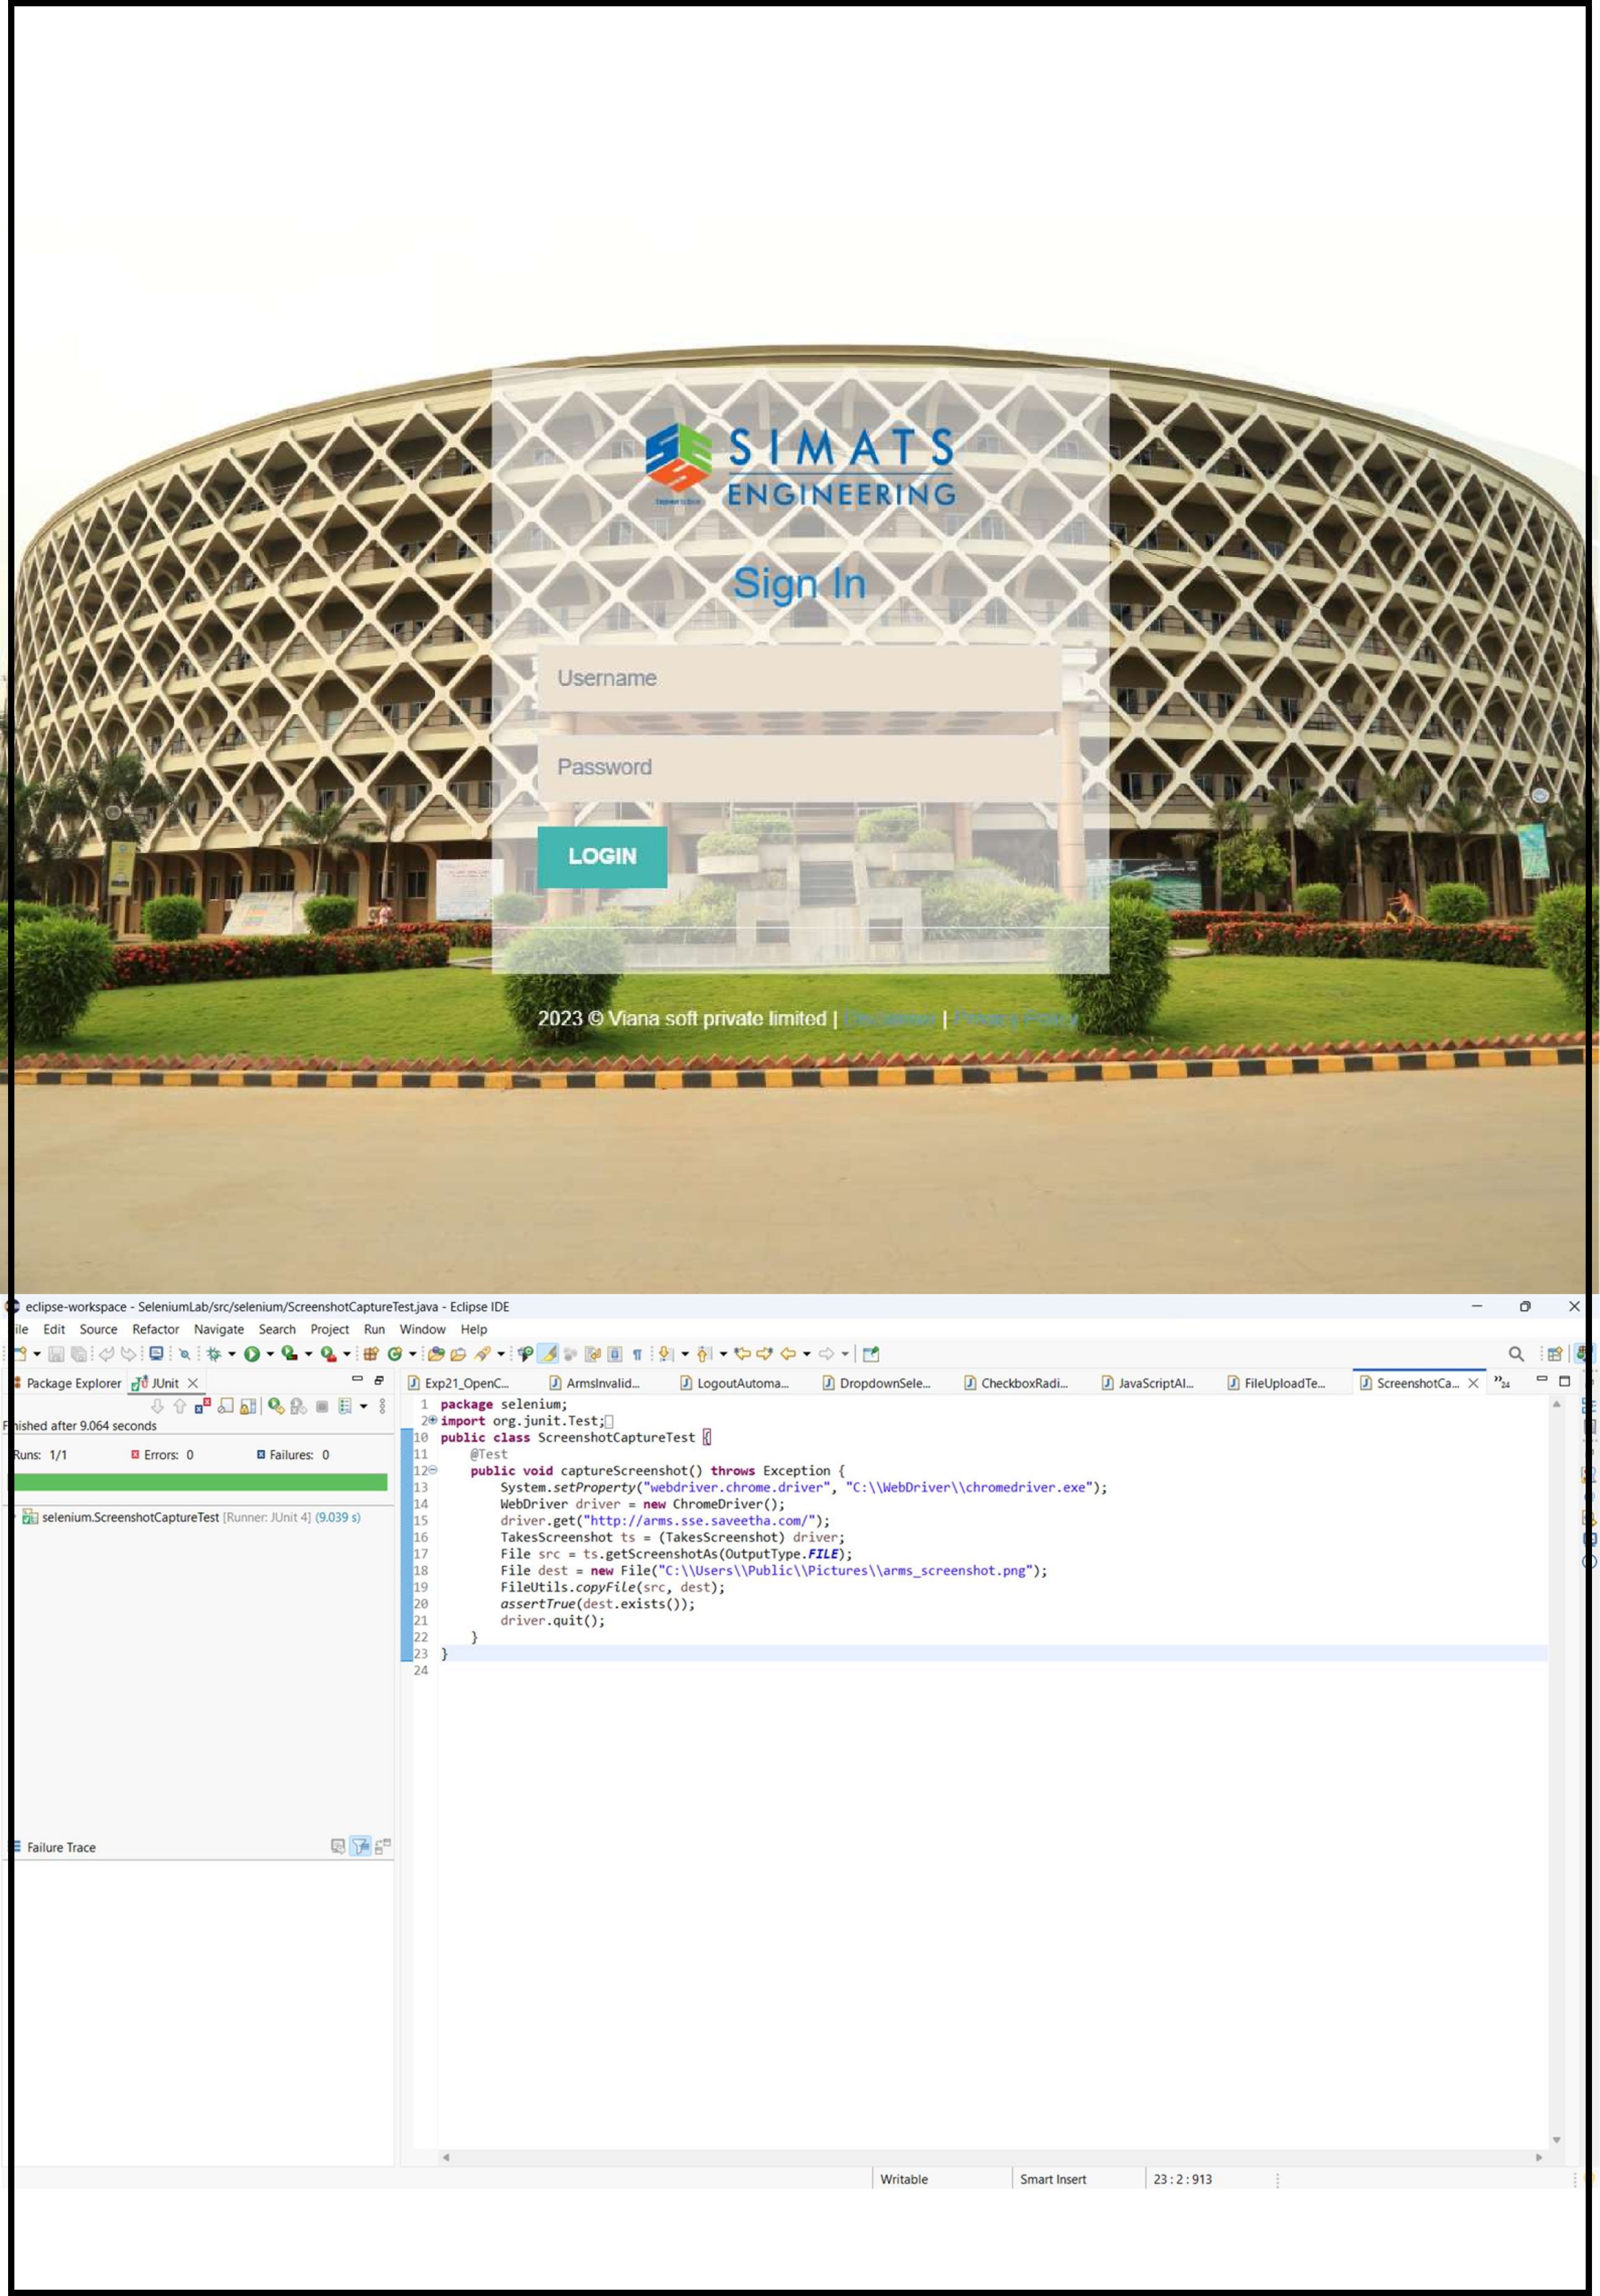 SIMATS
ENGINEERING
Sign In
Username
Password
LOGIN
2023 © Viana soft private limited | Disclaimer | Privacy Policy
eclipse-workspace - SeleniumLab/src/selenium/ScreenshotCaptureTest.java - Eclipse IDE
ile Edit Source Refactor Navigate Search Project Run Window Help
Package Explorer JUnit
Exp21_OpenC... ArmsInvalid... LogoutAutoma... DropdownSele... CheckboxRadi... JavaScriptAl... FileUploadTe... ScreenshotCa... 24
Finished after 9.064 seconds
Runs: 1/1 Errors: 0 Failures: 0
selenium.ScreenshotCaptureTest [Runner: JUnit 4] (9.039 s)
Failure Trace
1 package selenium;
2 import org.junit.Test;
10 public class ScreenshotCaptureTest {
11 @Test
12 public void captureScreenshot() throws Exception {
13 System.setProperty("webdriver.chrome.driver", "C:\\WebDriver\\chromedriver.exe");
14 WebDriver driver = new ChromeDriver();
15 driver.get("http://arms.sse.saveetha.com/");
16 TakesScreenshot ts = (TakesScreenshot) driver;
17 File src = ts.getScreenshotAs(OutputType.FILE);
18 File dest = new File("C:\\Users\\Public\\Pictures\\arms_screenshot.png");
19 FileUtils.copyFile(src, dest);
20 assertTrue(dest.exists());
21 driver.quit();
22 }
23 }
24
Writable Smart Insert 23 : 2 : 913